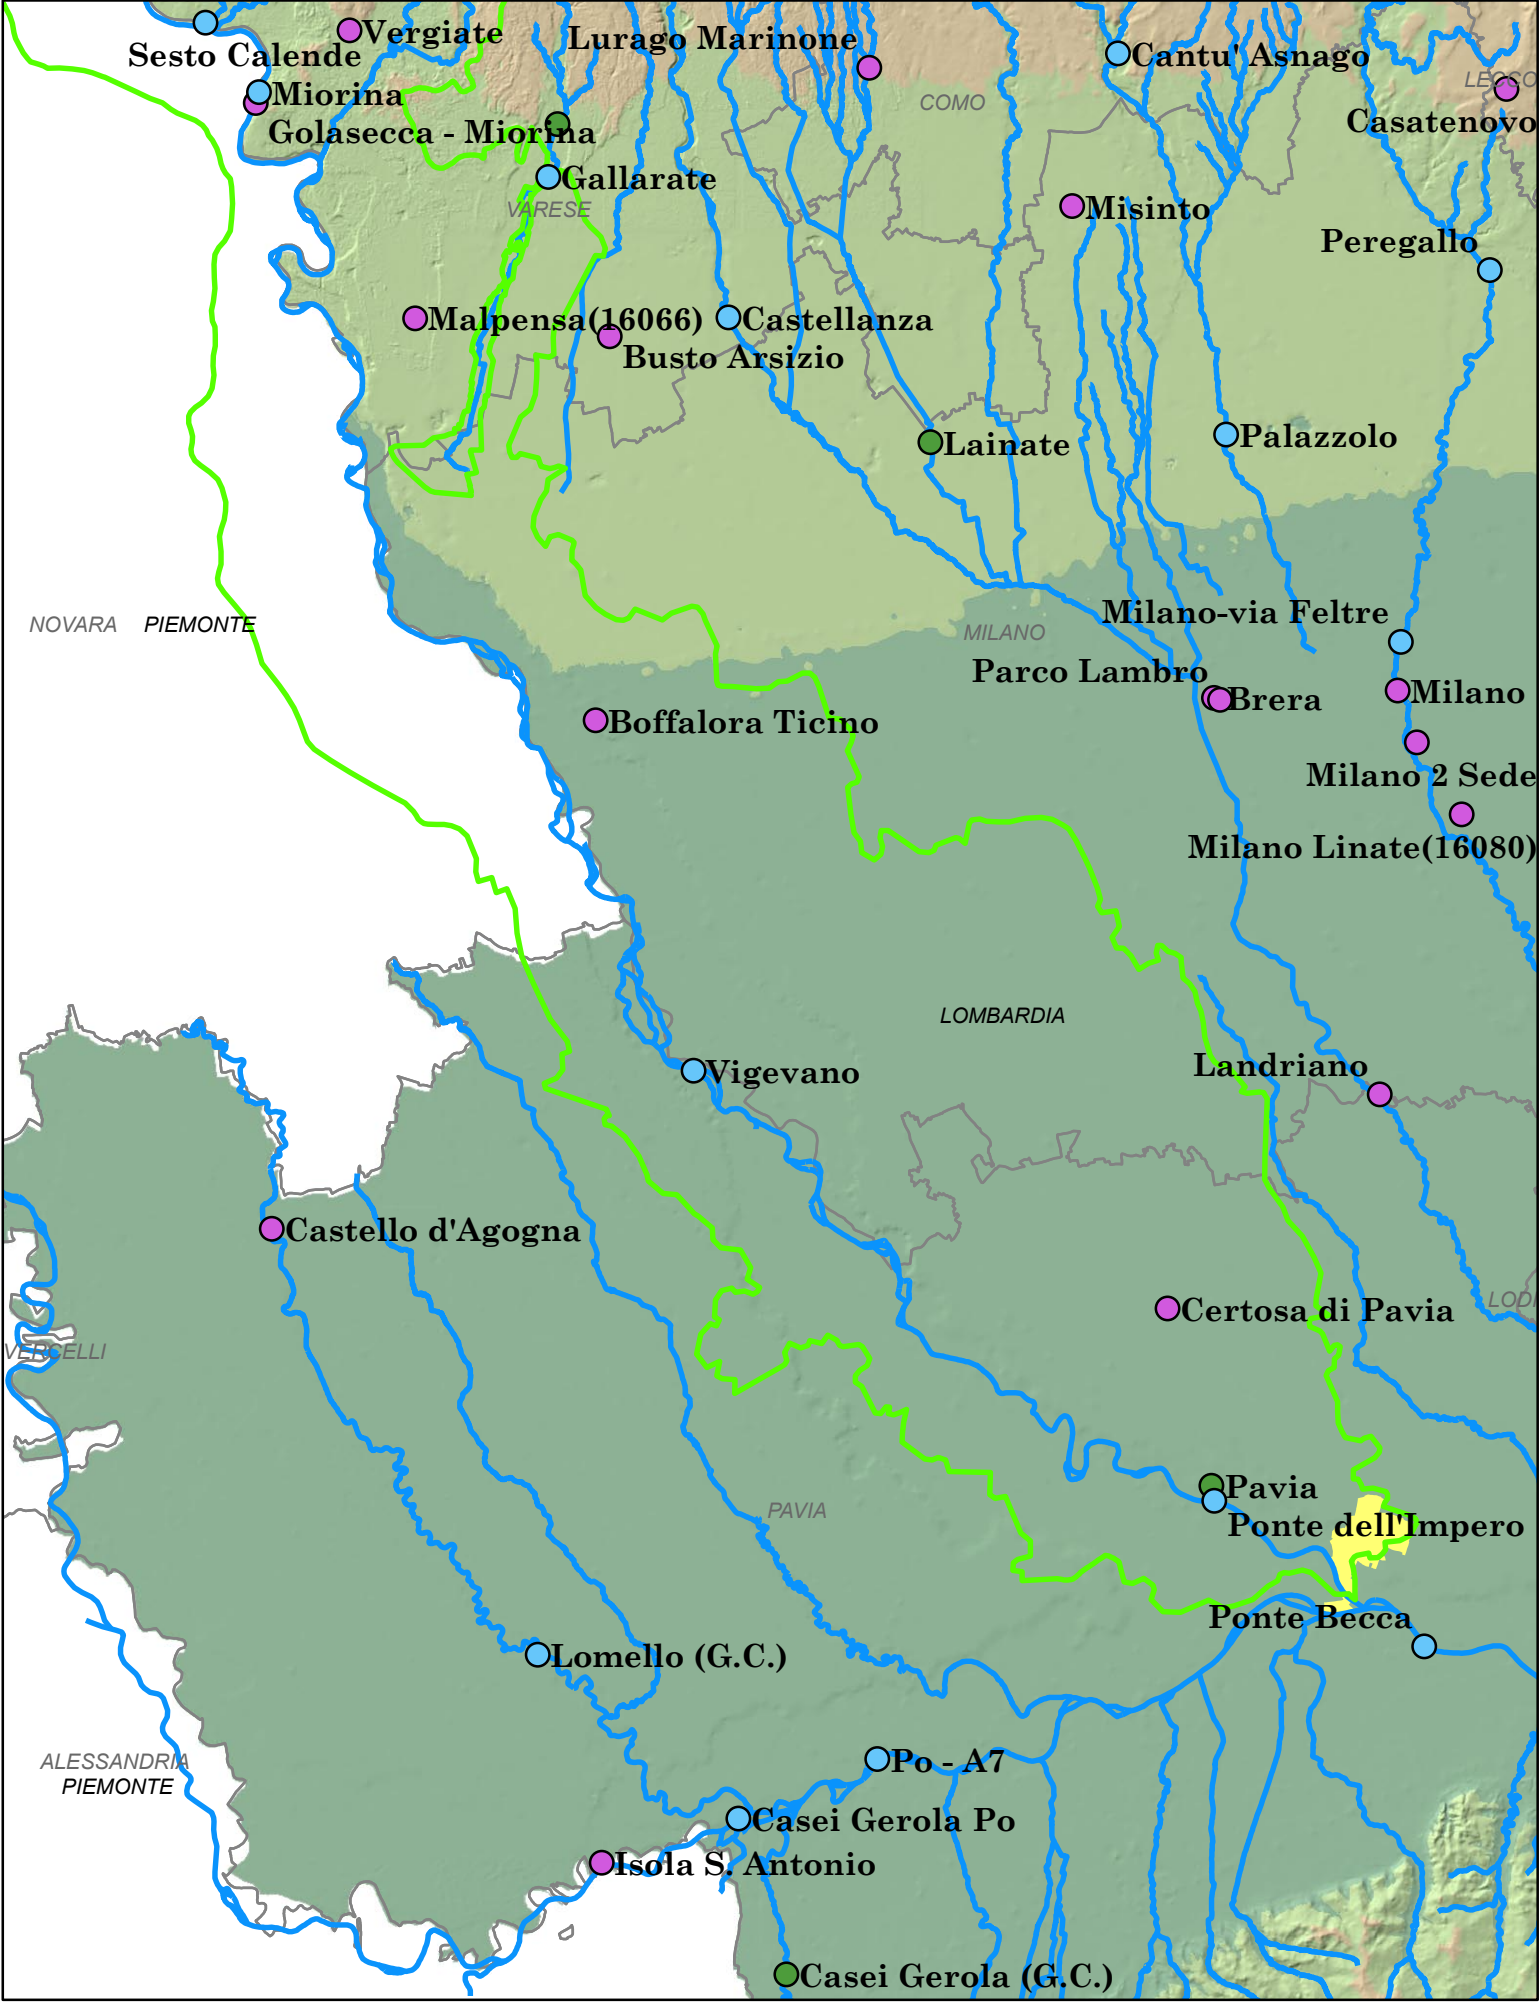 Vergiate
Lurago Marinone
Sesto Calende
Cantu' Asnago
LECCO
Miorina
COMO
Casatenovo
Golasecca - Miorina
Gallarate
VARESE
Misinto
Peregallo
Malpensa(16066)
Castellanza
Busto Arsizio
Lainate
Palazzolo
Milano-via Feltre
NOVARA
PIEMONTE
MILANO
Parco Lambro
Brera
Milano
Boffalora Ticino
Milano 2 Sede
Milano Linate(16080)
LOMBARDIA
Landriano
Vigevano
Castello d'Agogna
LODI
Certosa di Pavia
VERCELLI
Pavia
PAVIA
Ponte dell'Impero
Ponte Becca
Lomello (G.C.)
ALESSANDRIA
PIEMONTE
Po - A7
Casei Gerola Po
Isola S. Antonio
Casei Gerola (G.C.)